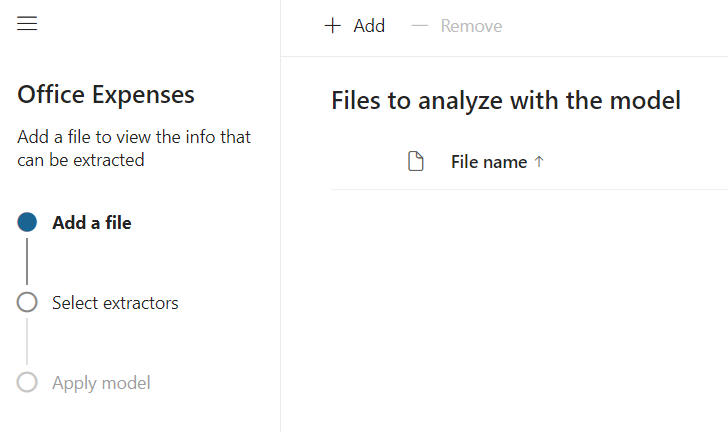 Office Expenses
Add a file to view the info that
can be extracted
Add a file
Select extractors
Apply model
Add
Remove
Files to analyze with the model
File name